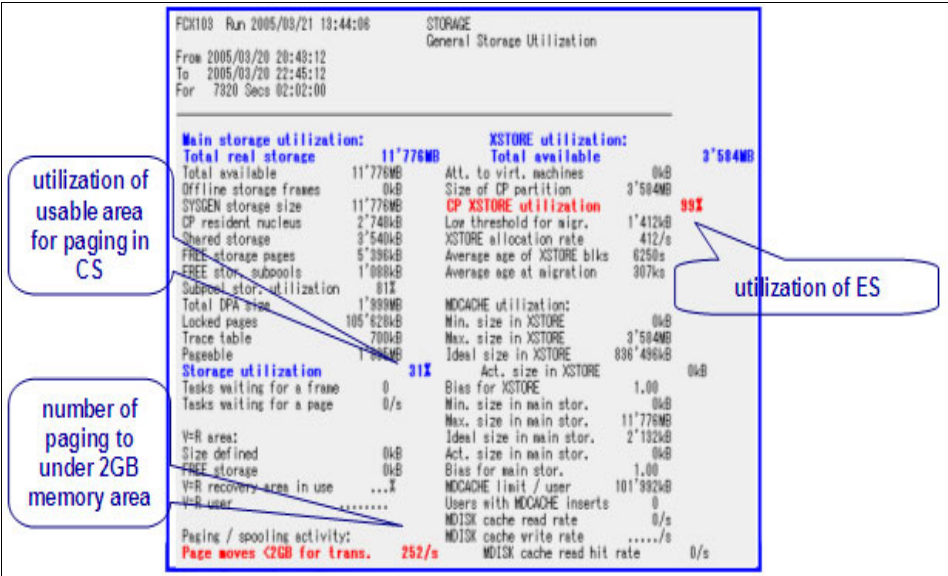 FCX103 Run 2005/03/21 13:44:06 STORAGE
General Storage Utilization
From 2005/03/20 20:43:12
To 2005/03/20 22:45:12
For 7320 Secs 02:02:00
Main storage utilization: XSTORE utilization:
Total real storage 11'776MB Total available 3'584MB
Total available 11'776MB Att. to virt. machines 0kB
Offline storage frames 0kB Size of CP partition 3'584MB
SYSGEN storage size 11'776MB CP XSTORE utilization 99%
CP resident nucleus 2'748kB Low threshold for migr. 1'412kB
Shared storage 3'540kB XSTORE allocation rate 412/s
FREE storage pages 5'396kB Average age of XSTORE blks 6250s
FREE stor. subpools 1'088kB Average age at migration 307ks
Subpool stor. utilization 81%
Total DPA size 1'999MB MDCACHE utilization:
Locked pages 105'628kB Min. size in XSTORE 0kB
Trace table 700kB Max. size in XSTORE 3'584MB
Pageable Ideal size in XSTORE 836'496kB
Storage utilization 31% Act. size in XSTORE 0kB
Tasks waiting for a frame 0 Bias for XSTORE 1.00
Tasks waiting for a page 0/s Min. size in main stor. 0kB
Max. size in main stor. 11'776MB
V=R area: Ideal size in main stor. 2'132kB
Size defined 0kB Act. size in main stor. 0kB
FREE storage 0kB Bias for main stor. 1.00
V=R recovery area in use ...% MDCACHE limit / user 101'992kB
V=R user ........ Users with MDCACHE inserts 0
MDISK cache read rate 0/s
Paging / spooling activity: MDISK cache write rate ...../s
Page moves <2GB for trans. 252/s MDISK cache read hit rate 0/s
utilization of
usable area
for paging in
CS
number of
paging to
under 2GB
memory area
utilization of ES